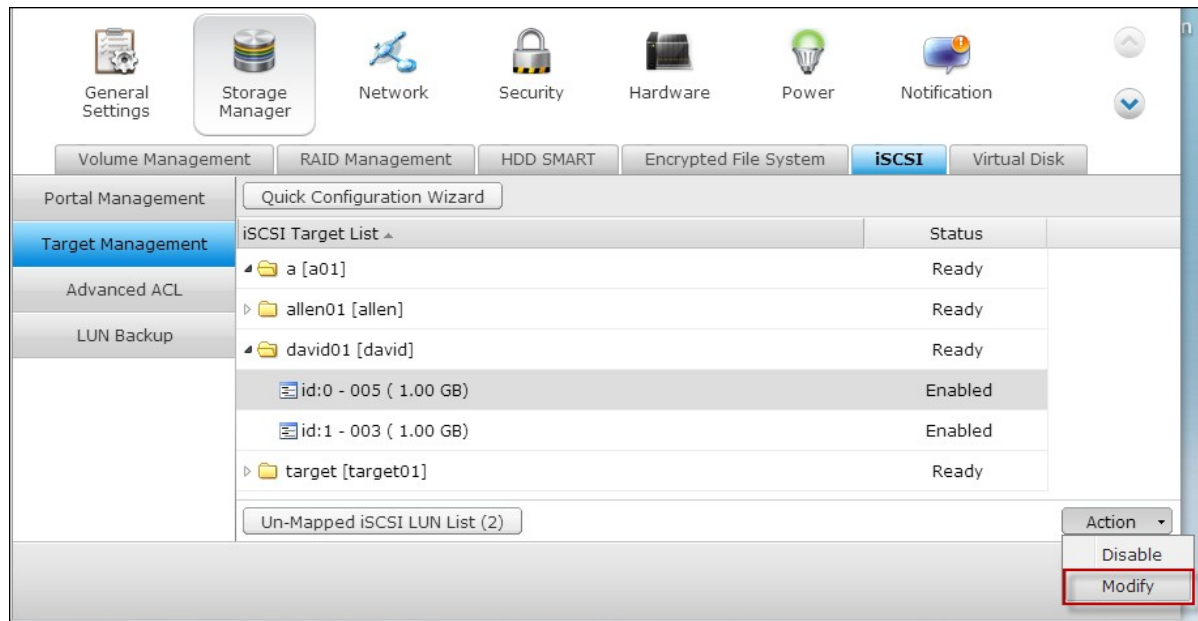 General Settings
Storage Manager
Network
Security
Hardware
Power
Notification
n
Volume Management
RAID Management
HDD SMART
Encrypted File System
iSCSI
Virtual Disk
Portal Management
Quick Configuration Wizard
Target Management
iSCSI Target List
Status
a [a01]
Ready
Advanced ACL
allen01 [allen]
Ready
LUN Backup
david01 [david]
Ready
id:0 - 005 ( 1.00 GB)
Enabled
id:1 - 003 ( 1.00 GB)
Enabled
target [target01]
Ready
Un-Mapped iSCSI LUN List (2)
Action
Disable
Modify